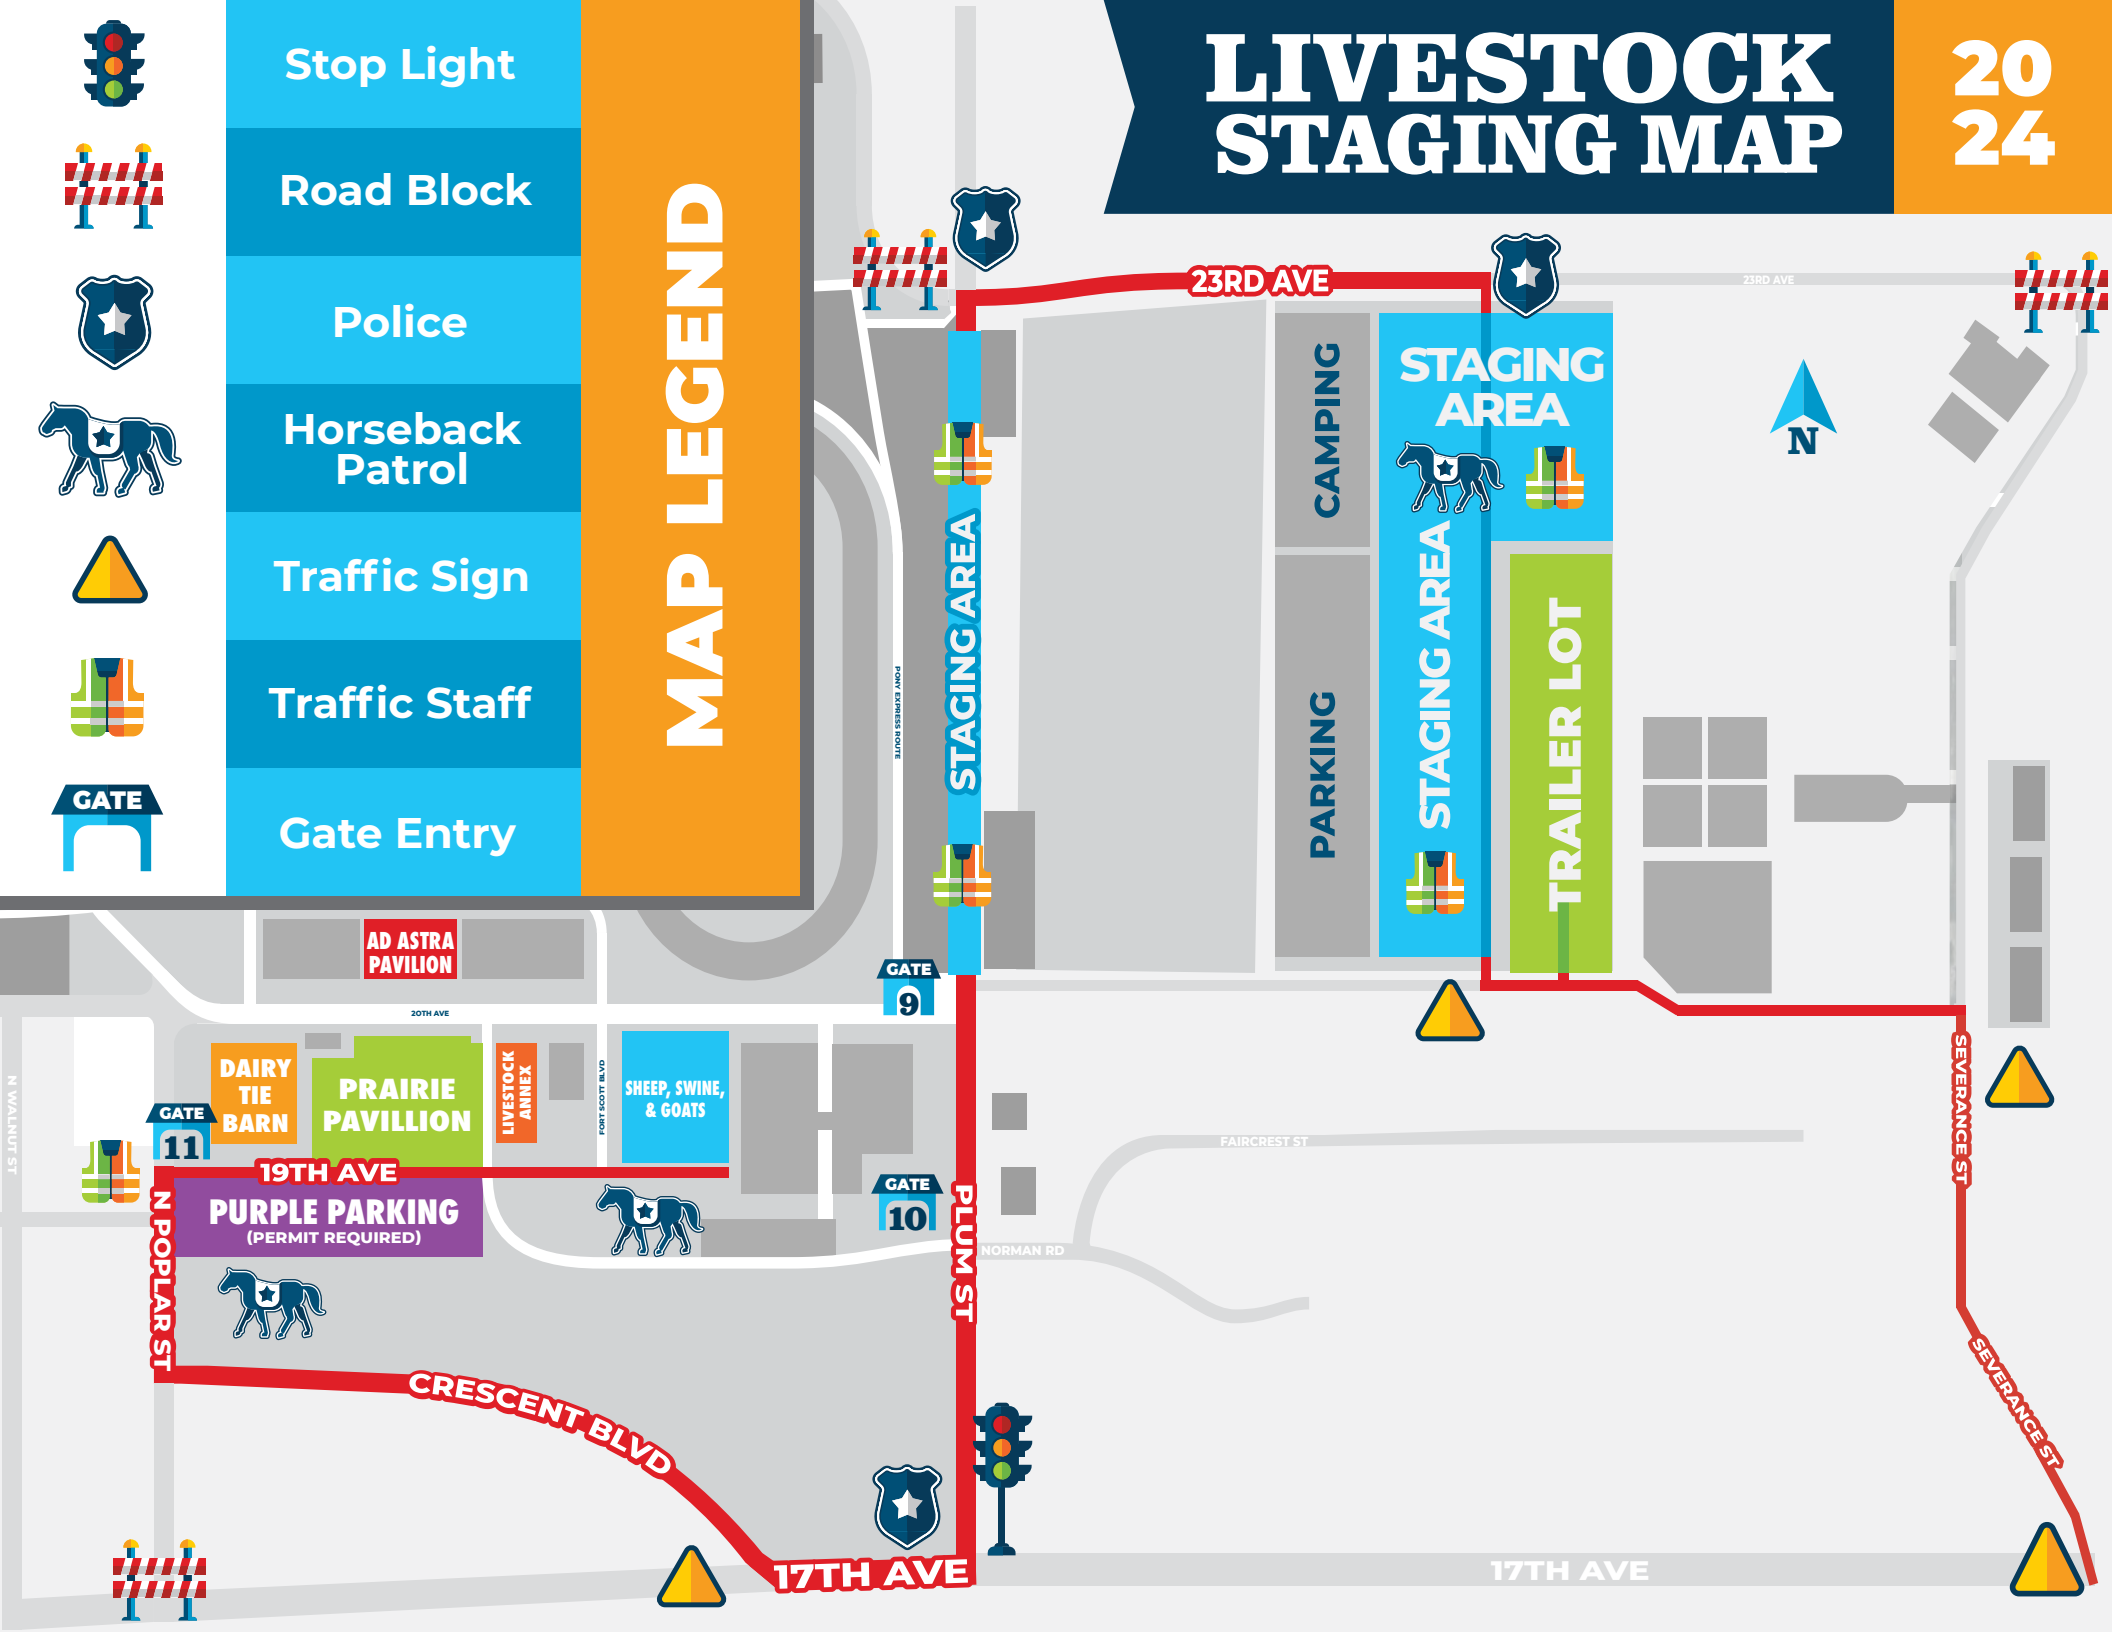 LIVESTOCK
STAGING MAP
20
24
MAP LEGEND
Stop Light
Road Block
Police
Horseback
Patrol
Traffic Sign
Traffic Staff
GATE
Gate Entry
23RD AVE
23RD AVE
STAGING
AREA
CAMPING
PARKING
STAGING AREA
STAGING AREA
TRAILER LOT
N
PONY EXPRESS ROUTE
AD ASTRA
PAVILION
GATE
9
20TH AVE
DAIRY
TIE
BARN
PRAIRIE
PAVILLION
LIVESTOCK
ANNEX
FORT SCOTT BLVD
SHEEP, SWINE,
& GOATS
N WALNUT ST
GATE
11
19TH AVE
PURPLE PARKING
(PERMIT REQUIRED)
GATE
10
N POPLAR ST
PLUM ST
NORMAN RD
FAIRCREST ST
SEVERANCE ST
SEVERANCE ST
CRESCENT BLVD
17TH AVE
17TH AVE